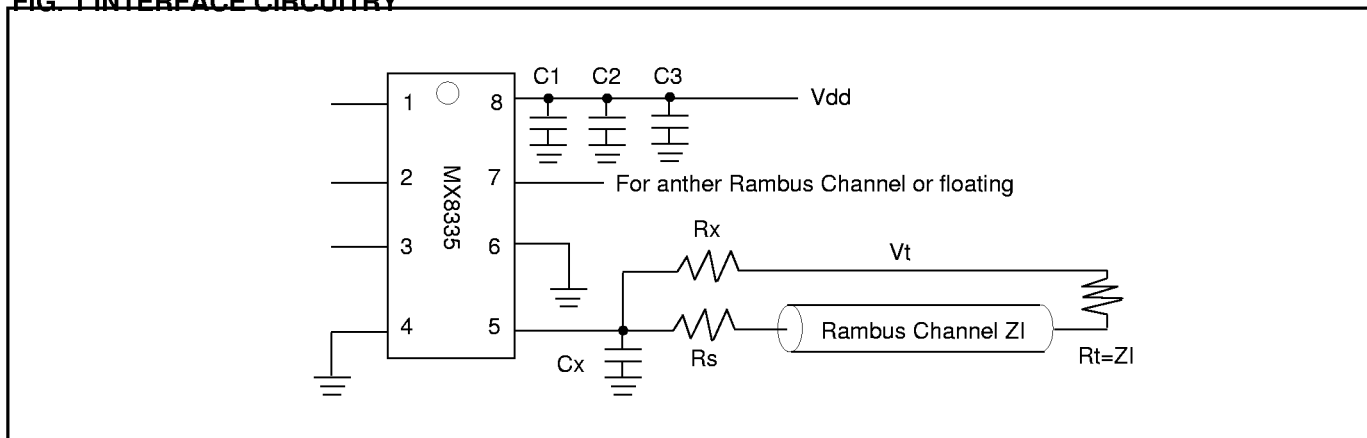 FIG. 1 INTERFACE CIRCUITRY
C1 C2 C3
1 8 Vdd
2 7 For anther Rambus Channel or floating
MX8335
3 6
Rx Vt
4 5
Rambus Channel Zl
Cx Rs Rt=Zl